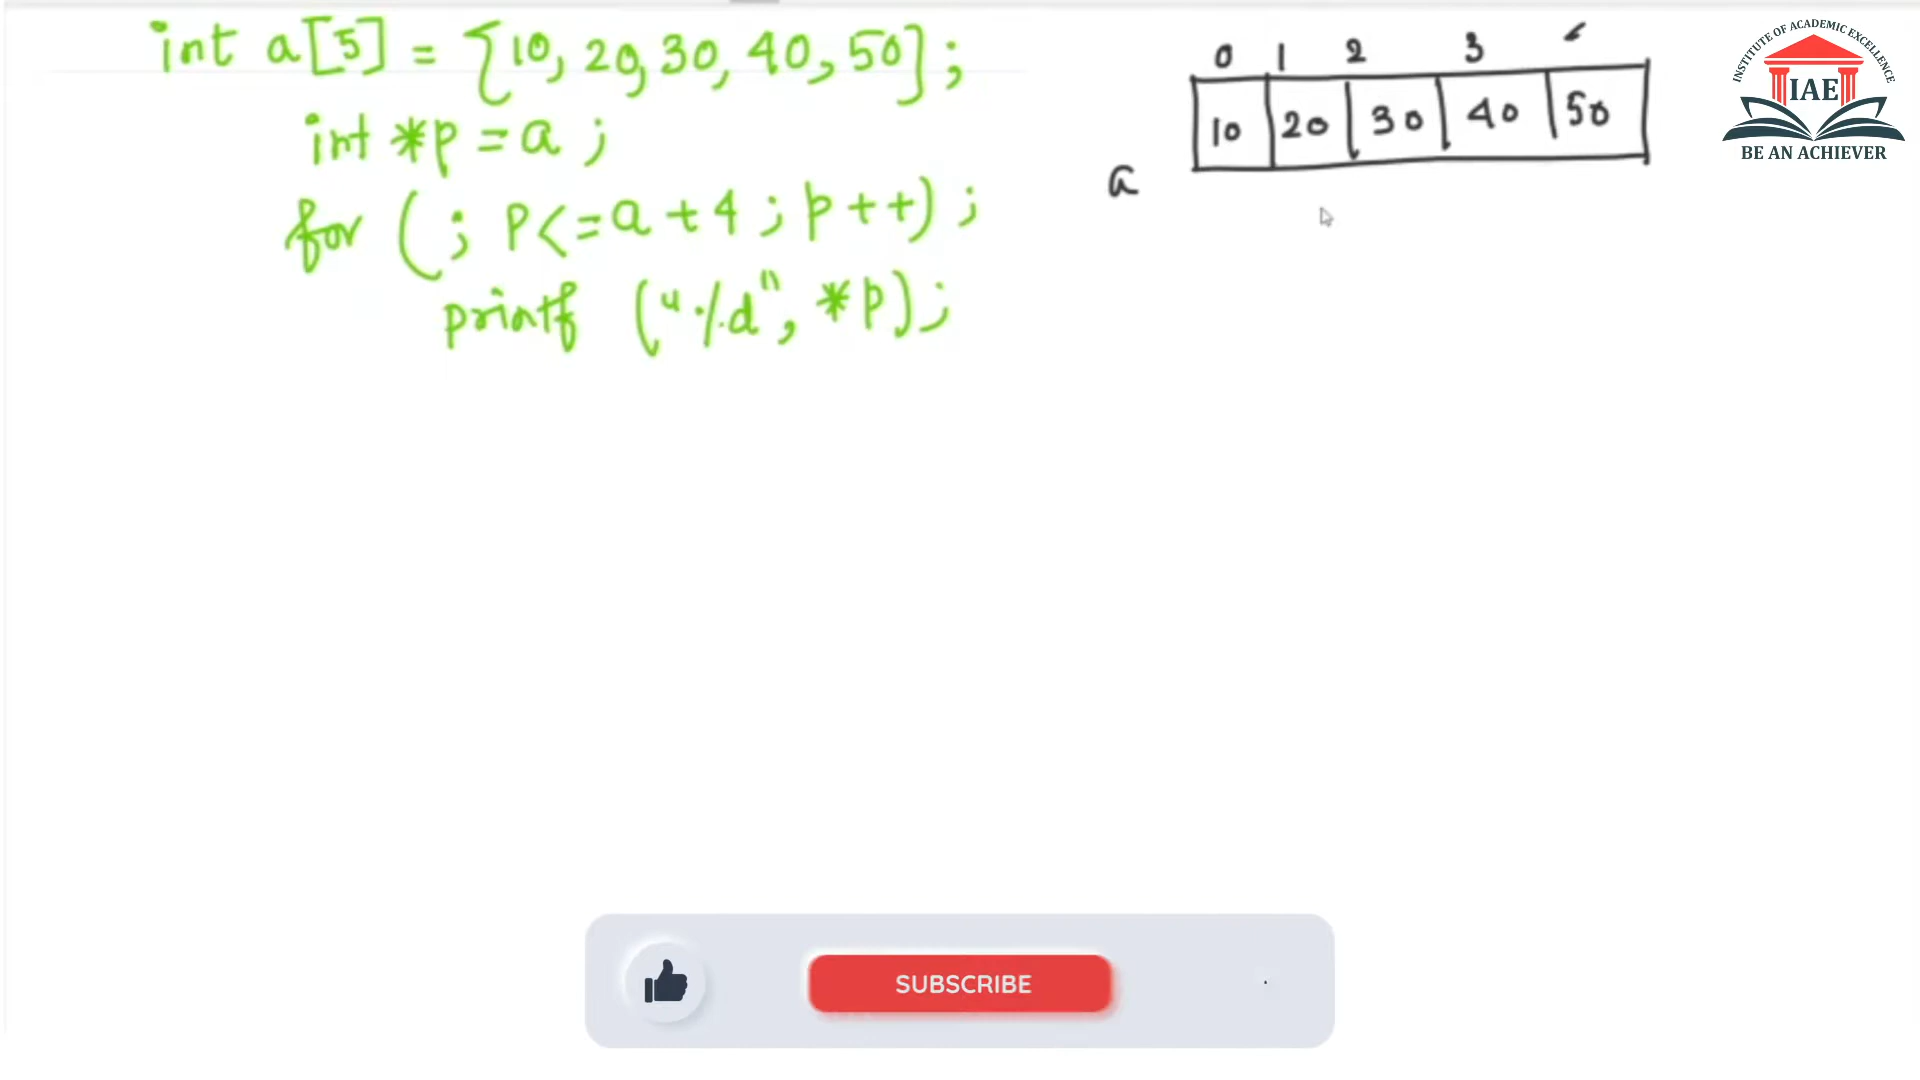 int a[5] = {10, 20, 30, 40, 50};
int *p = a ;
for ( ; P<=a+4 ; p++) ;
printf ("%d", *p);
0 1 2 3
10 20 30 40 50
a
INSTITUTE OF ACADEMIC EXCELLENCE
IAE
BE AN ACHIEVER
SUBSCRIBE